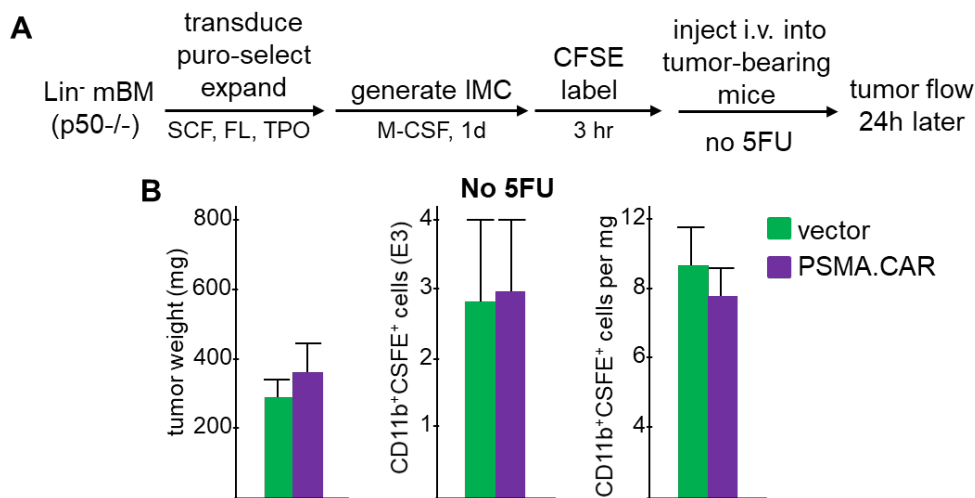 A
Lin⁻ mBM
(p50-/-)
transduce
puro-select
expand
SCF, FL, TPO
generate IMC
M-CSF, 1d
CFSE
label
3 hr
inject i.v. into
tumor-bearing
mice
no 5FU
tumor flow
24h later
B
No 5FU
tumor weight (mg)
800
600
400
200
CD11b⁺CSFE⁺ cells (E3)
4
3
2
1
CD11b⁺CSFE⁺ cells per mg
12
8
6
4
vector
PSMA.CAR